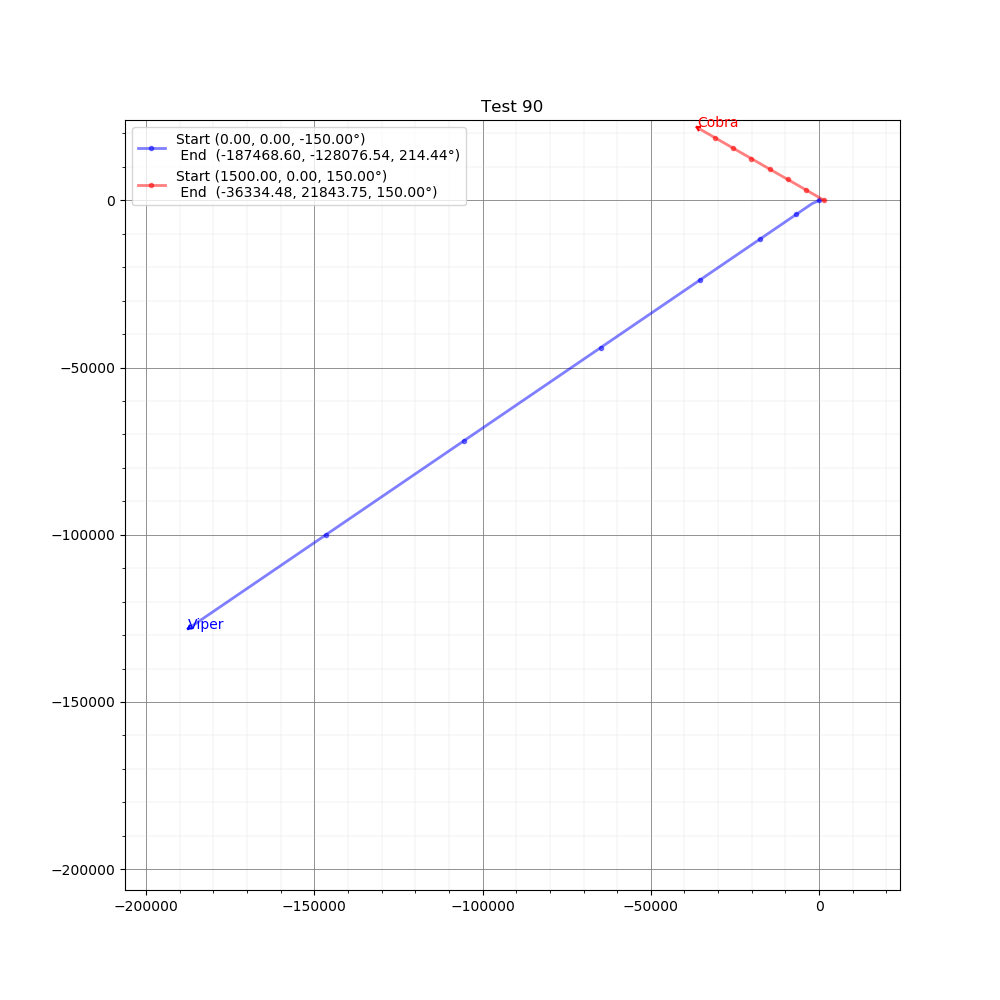 Test 90
Cobra
Start (0.00, 0.00, -150.00°)
End  (-187468.60, -128076.54, 214.44°)
Start (1500.00, 0.00, 150.00°)
End  (-36334.48, 21843.75, 150.00°)
0
−50000
−100000
−150000
−200000
Viper
−200000
−150000
−100000
−50000
0